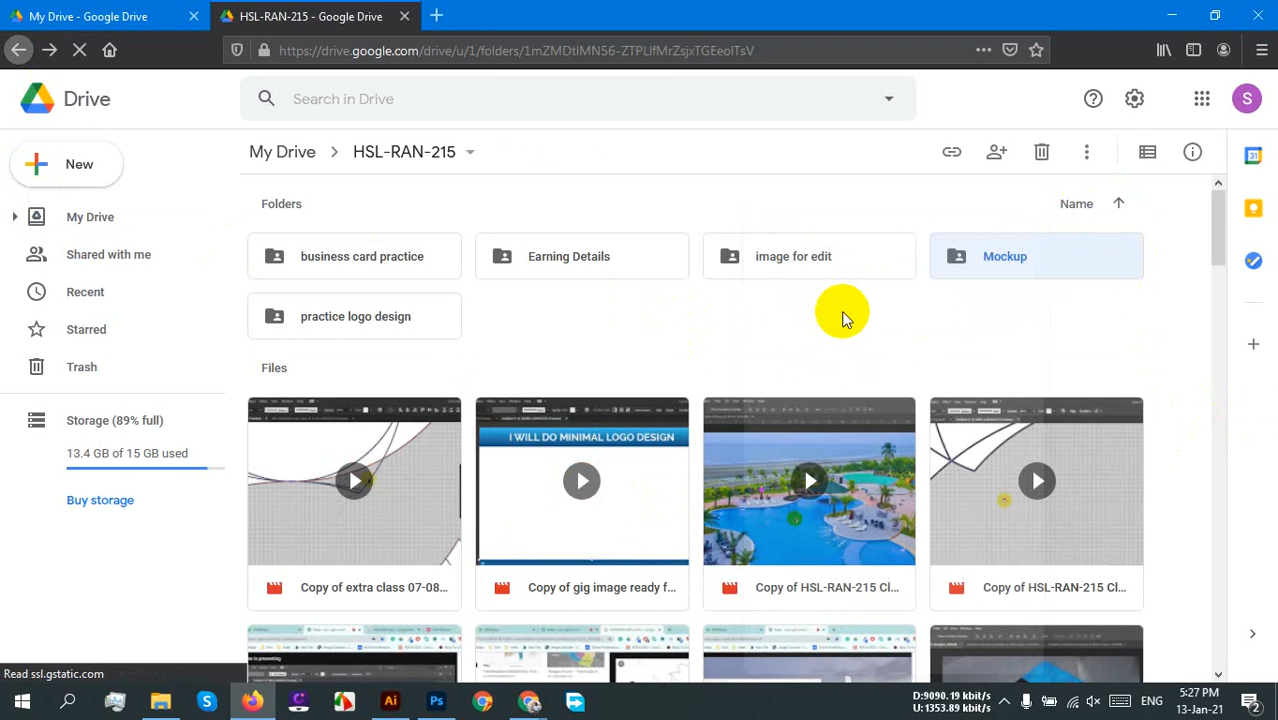 My Drive - Google Drive
HSL-RAN-215 - Google Drive
https://drive.google.com/drive/u/1/folders/1mZMDtIMN56-ZTPLIfMrZsjxTGEeoITsV
Drive
Search in Drive
S
New
My Drive > HSL-RAN-215
My Drive
Shared with me
Recent
Starred
Trash
Storage (89% full)
13.4 GB of 15 GB used
Buy storage
Folders
Name
business card practice
Earning Details
image for edit
Mockup
practice logo design
Files
I WILL DO MINIMAL LOGO DESIGN
Copy of extra class 07-08...
Copy of gig image ready f...
Copy of HSL-RAN-215 Cl...
Copy of HSL-RAN-215 Cl...
31
Read ssl.gstatic.com
Ai
Ps
D:9090.19 kbit/s
U:1353.89 kbit/s
ENG
5:27 PM
13-Jan-21
2